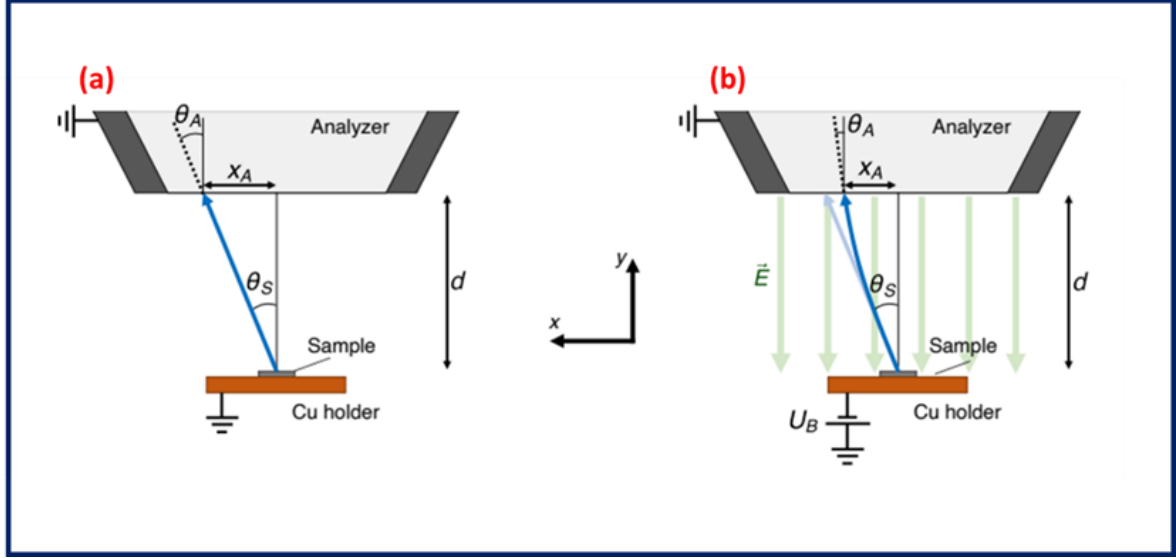 (a)
θA
Analyzer
xA
θS
d
Sample
Cu holder
y
x
(b)
θA
Analyzer
xA
E⃗
θS
d
Sample
UB
Cu holder